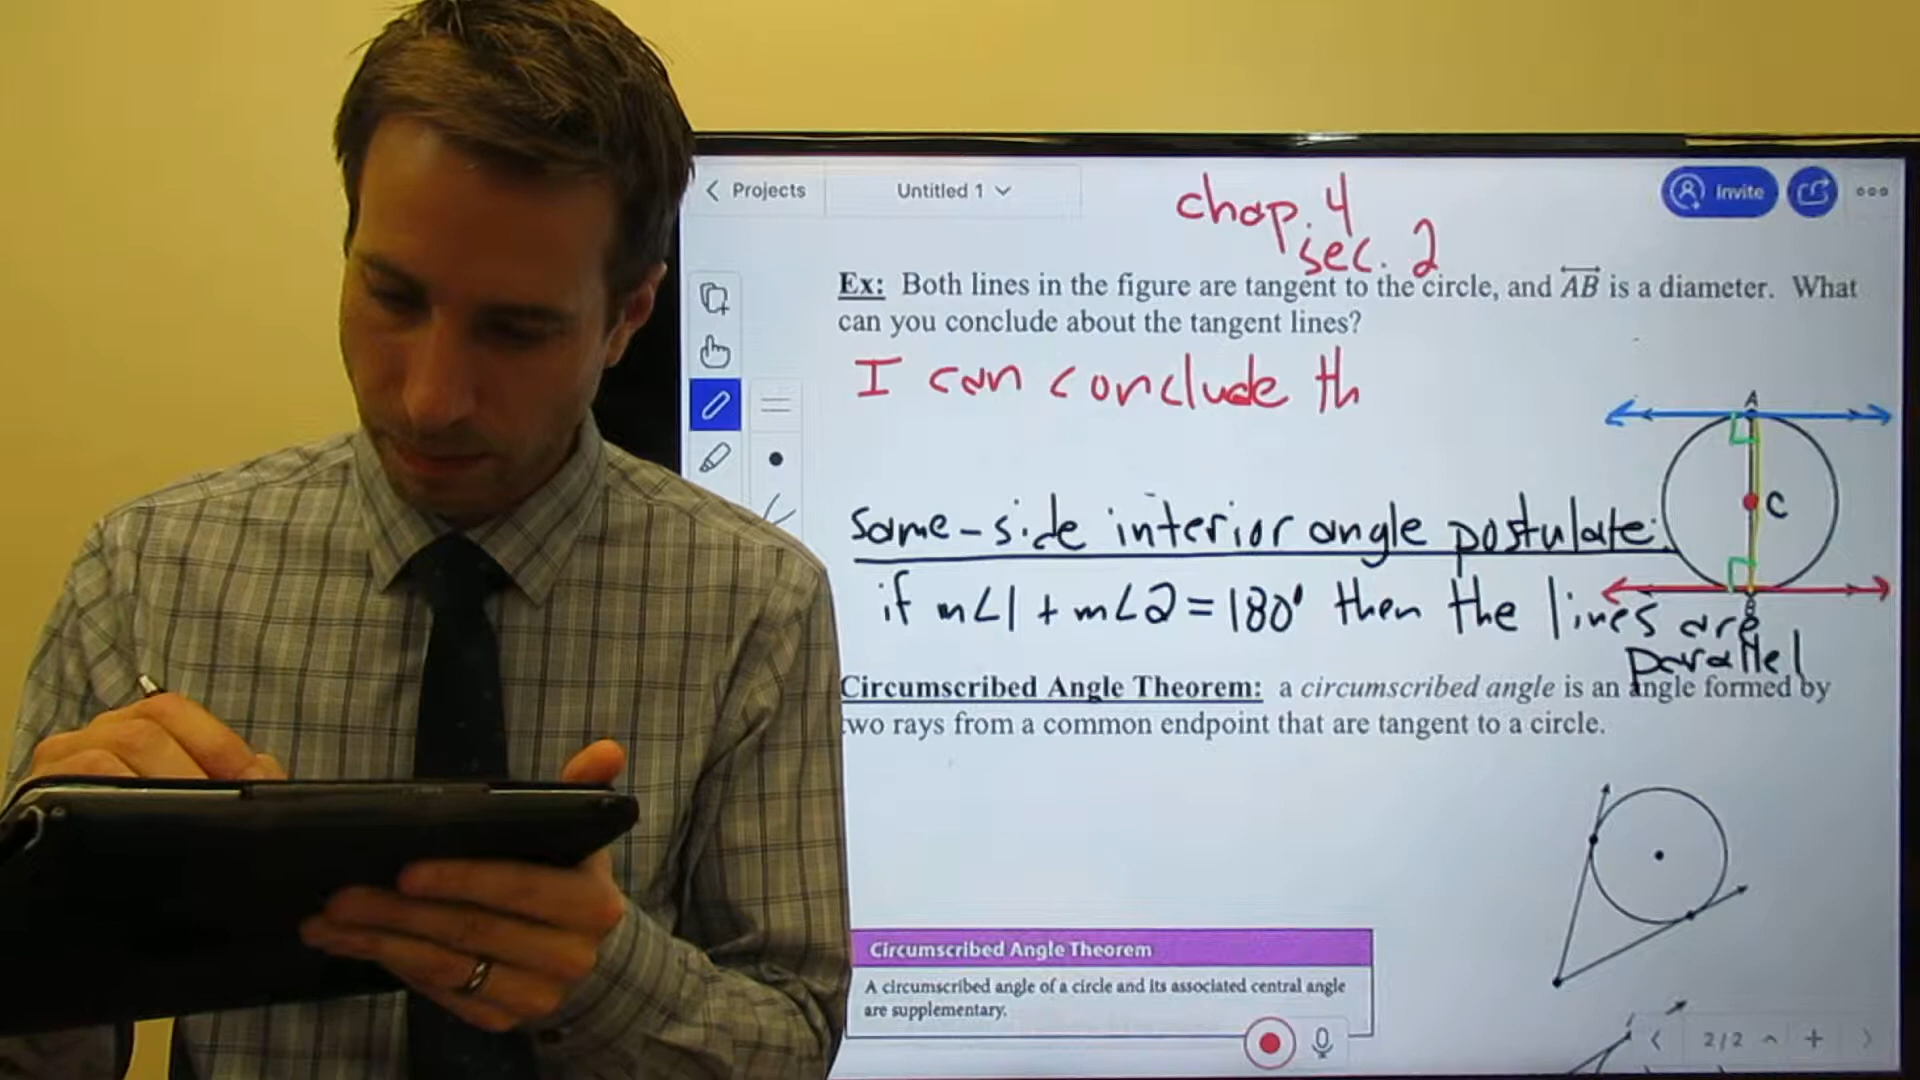 Projects
Untitled 1
Invite
chap. 4
sec. 2
Ex: Both lines in the figure are tangent to the circle, and AB is a diameter. What
can you conclude about the tangent lines?
I can conclude th
A
C
same-side interior angle postulate:
if m∠1 + m∠2 = 180° then the lines are
B
parallel
Circumscribed Angle Theorem: a circumscribed angle is an angle formed by
two rays from a common endpoint that are tangent to a circle.
Circumscribed Angle Theorem
A circumscribed angle of a circle and its associated central angle
are supplementary.
2/2